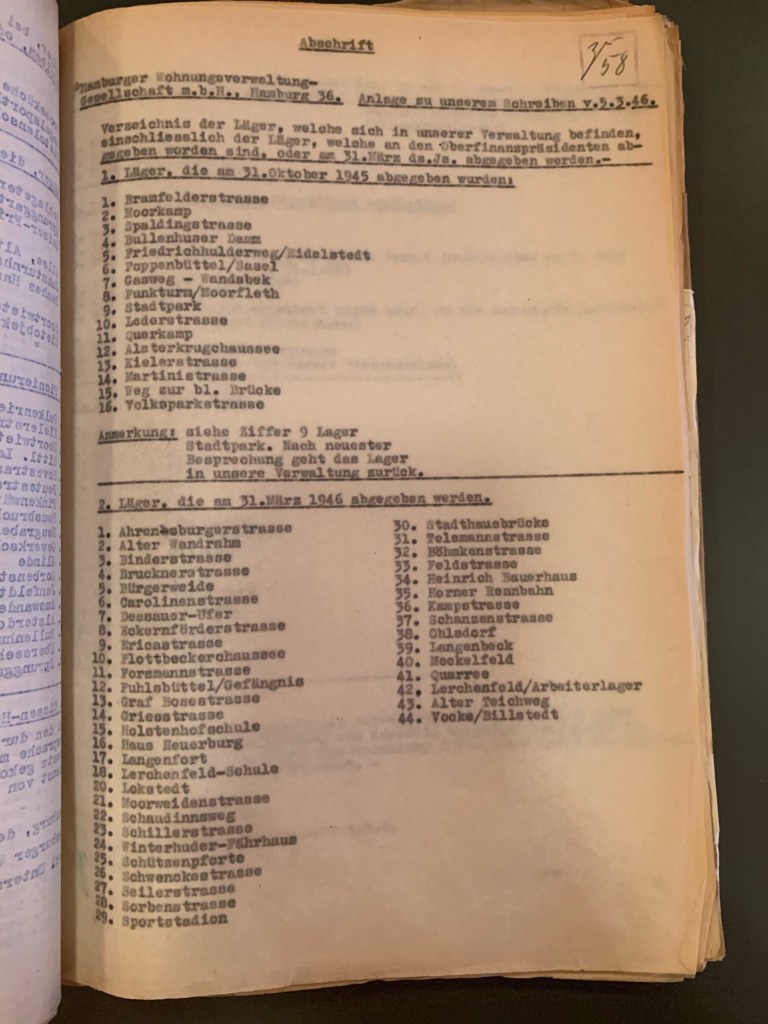 Abschrift
35/58
Hamburger Wohnungsverwaltung-
Gesellschaft m.b.H., Hamburg 36. Anlage zu unserem Schreiben v.5.3.46.
Verzeichnis der Läger, welche sich in unserer Verwaltung befinden,
einschliesslich der Läger, welche an den Oberfinanzpräsidenten ab-
gegeben worden sind, oder am 31.März ds.Js. abgegeben werden.-
1. Läger, die am 31.Oktober 1945 abgegeben wurden:
1. Bramfelderstrasse
2. Moorkamp
3. Spaldingstrasse
4. Bullenhuser Damm
5. Friedrichhulderweg/Eidelstedt
6. Poppenbüttel/Sasel
7. Gasweg - Wandsbek
8. Funkturm/Moorfleth
9. Stadtpark
10. Lederstrasse
11. Querkamp
12. Alsterkrugchaussee
13. Kielerstrasse
14. Martinistrasse
15. Weg zur bl. Brücke
16. Volksparkstrasse
Anmerkung: siehe Ziffer 9 Lager
Stadtpark. Nach neuester
Besprechung geht das Lager
in unsere Verwaltung zurück.
2. Läger, die am 31.März 1946 abgegeben werden.
1. Ahrensburgerstrasse
2. Alter Wandrahm
3. Binderstrasse
4. Brucknerstrasse
5. Bürgerweide
6. Carolinenstrasse
7. Dessauer-Ufer
8. Eckernförderstrasse
9. Ericastrasse
10. Flottbeckerchaussee
11. Forsmannstrasse
12. Fuhlsbüttel/Gefängnis
13. Graf Bosestrasse
14. Griesstrasse
15. Holstenhofschule
16. Haus Neuerburg
17. Langenfort
18. Lerchenfeld-Schule
20. Lokstedt
21. Moorweidenstrasse
22. Schaudinnsweg
23. Schillerstrasse
24. Winterhuder-Fährhaus
25. Schützenpforte
26. Schwenckestrasse
27. Seilerstrasse
28. Sorbenstrasse
29. Sportstadion
30. Stadthausbrücke
31. Telemannstrasse
32. Böhmkenstrasse
33. Feldstrasse
34. Heinrich Bauerhaus
35. Horner Rennbahn
36. Kampstrasse
37. Schanzenstrasse
38. Ohlsdorf
39. Langenbeck
40. Meckelfeld
41. Quarree
42. Lerchenfeld/Arbeiterlager
43. Alter Teichweg
44. Vocke/Billstedt